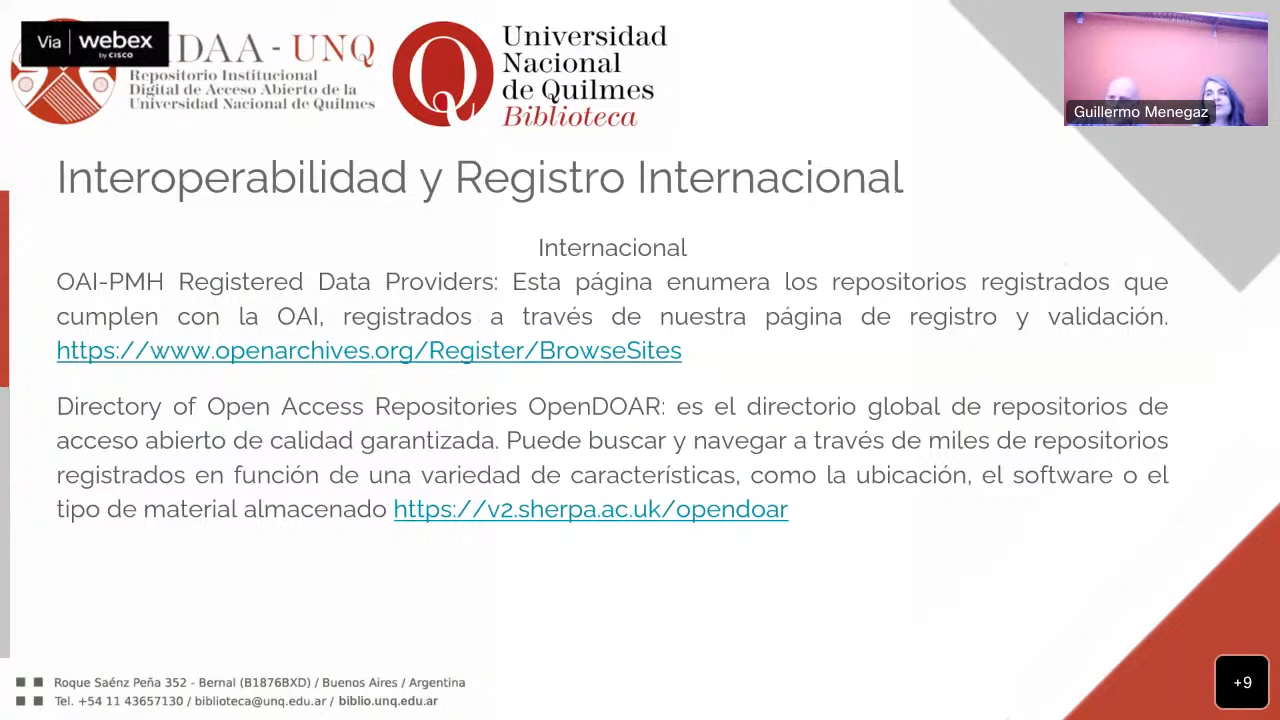 Via webex
by CISCO
DAA - UNQ
Repositorio Institucional
Digital de Acceso Abierto de la
Universidad Nacional de Quilmes
Universidad
Nacional
de Quilmes
Biblioteca
Guillermo Menegaz
Interoperabilidad y Registro Internacional
Internacional
OAI-PMH Registered Data Providers: Esta página enumera los repositorios registrados que
cumplen con la OAI, registrados a través de nuestra página de registro y validación.
https://www.openarchives.org/Register/BrowseSites
Directory of Open Access Repositories OpenDOAR: es el directorio global de repositorios de
acceso abierto de calidad garantizada. Puede buscar y navegar a través de miles de repositorios
registrados en función de una variedad de características, como la ubicación, el software o el
tipo de material almacenado https://v2.sherpa.ac.uk/opendoar
Roque Saénz Peña 352 - Bernal (B1876BXD) / Buenos Aires / Argentina
Tel. +54 11 43657130 / biblioteca@unq.edu.ar / biblio.unq.edu.ar
+9